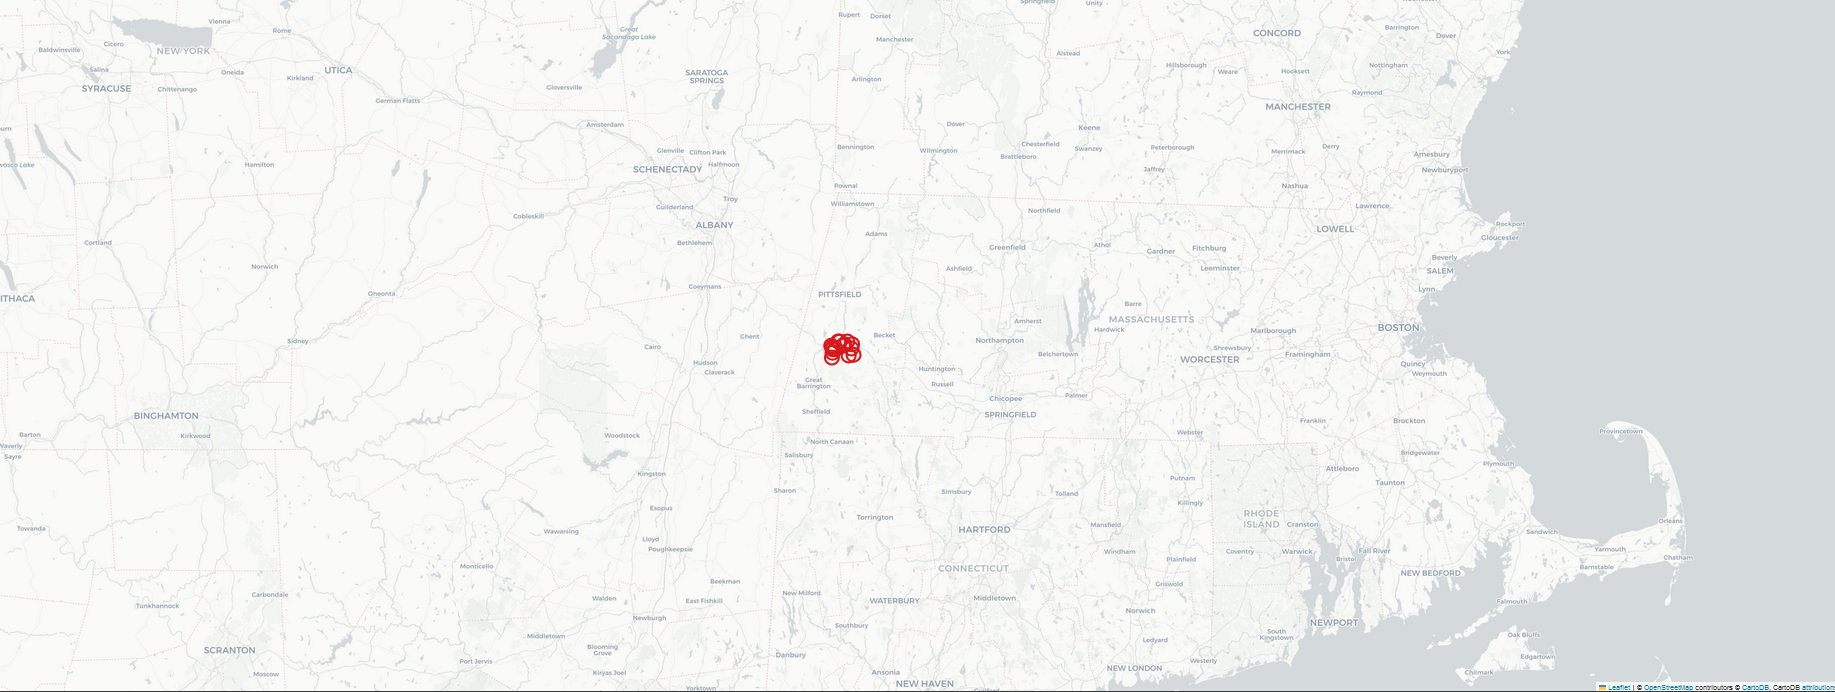 Rupert
Dorset
Springfield
Unity
Vienna
Rome
Great
Sacandaga Lake
Manchester
CONCORD
Barrington
Dover
Cicero
Baldwinsville
NEW YORK
York
Alstead
Salina
Oneida
Kirkland
UTICA
SARATOGA
SPRINGS
Arlington
Hillsborough
Weare
Hooksett
Nottingham
SYRACUSE
Chittenango
Gloversville
Raymond
German Flatts
MANCHESTER
Amsterdam
Dover
Keene
Chesterfield
Swanzey
Peterborough
Merrimack
Derry
Amesbury
Glenville
Clifton Park
Halfmoon
Bennington
Wilmington
Brattleboro
Hamilton
SCHENECTADY
Jaffrey
Newburyport
Pownal
Nashua
Troy
Guilderland
Williamstown
Northfield
Lawrence
Cobleskill
ALBANY
Adams
LOWELL
Rockport
Gloucester
Cortland
Bethlehem
Greenfield
Athol
Gardner
Fitchburg
Beverly
Norwich
Ashfield
Leominster
SALEM
Oneonta
Coeymans
PITTSFIELD
Lynn
ITHACA
Barre
MASSACHUSETTS
Amherst
Hardwick
Marlborough
BOSTON
Sidney
Ghent
Becket
Northampton
Cairo
Belchertown
Shrewsbury
Framingham
WORCESTER
Hudson
Claverack
Huntington
Quincy
Weymouth
Great
Barrington
Russell
Chicopee
Palmer
BINGHAMTON
Kirkwood
Sheffield
SPRINGFIELD
Franklin
Brockton
Barton
Waverly
Sayre
Woodstock
North Canaan
Salisbury
Webster
Provincetown
Bridgewater
Kingston
Attleboro
Plymouth
Sharon
Simsbury
Tolland
Putnam
Killingly
Taunton
Esopus
Torrington
RHODE
ISLAND
Cranston
Orleans
Towanda
Wawarsing
HARTFORD
Mansfield
Sandwich
Lloyd
Poughkeepsie
Windham
Plainfield
Coventry
Warwick
Bristol
Fall River
Yarmouth
Chatham
Monticello
CONNECTICUT
NEW BEDFORD
Barnstable
Beekman
Griswold
Carbondale
Walden
East Fishkill
New Milford
WATERBURY
Middletown
Falmouth
Tunkhannock
Newburgh
Norwich
Southbury
NEWPORT
Middletown
South
Kingstown
Oak Bluffs
SCRANTON
Blooming
Grove
Danbury
Ledyard
Edgartown
Port Jervis
Westerly
Moscow
Kiryas Joel
Ansonia
NEW LONDON
Chilmark
Yorktown
NEW HAVEN
Leaflet | © OpenStreetMap contributors © CartoDB, CartoDB attributions